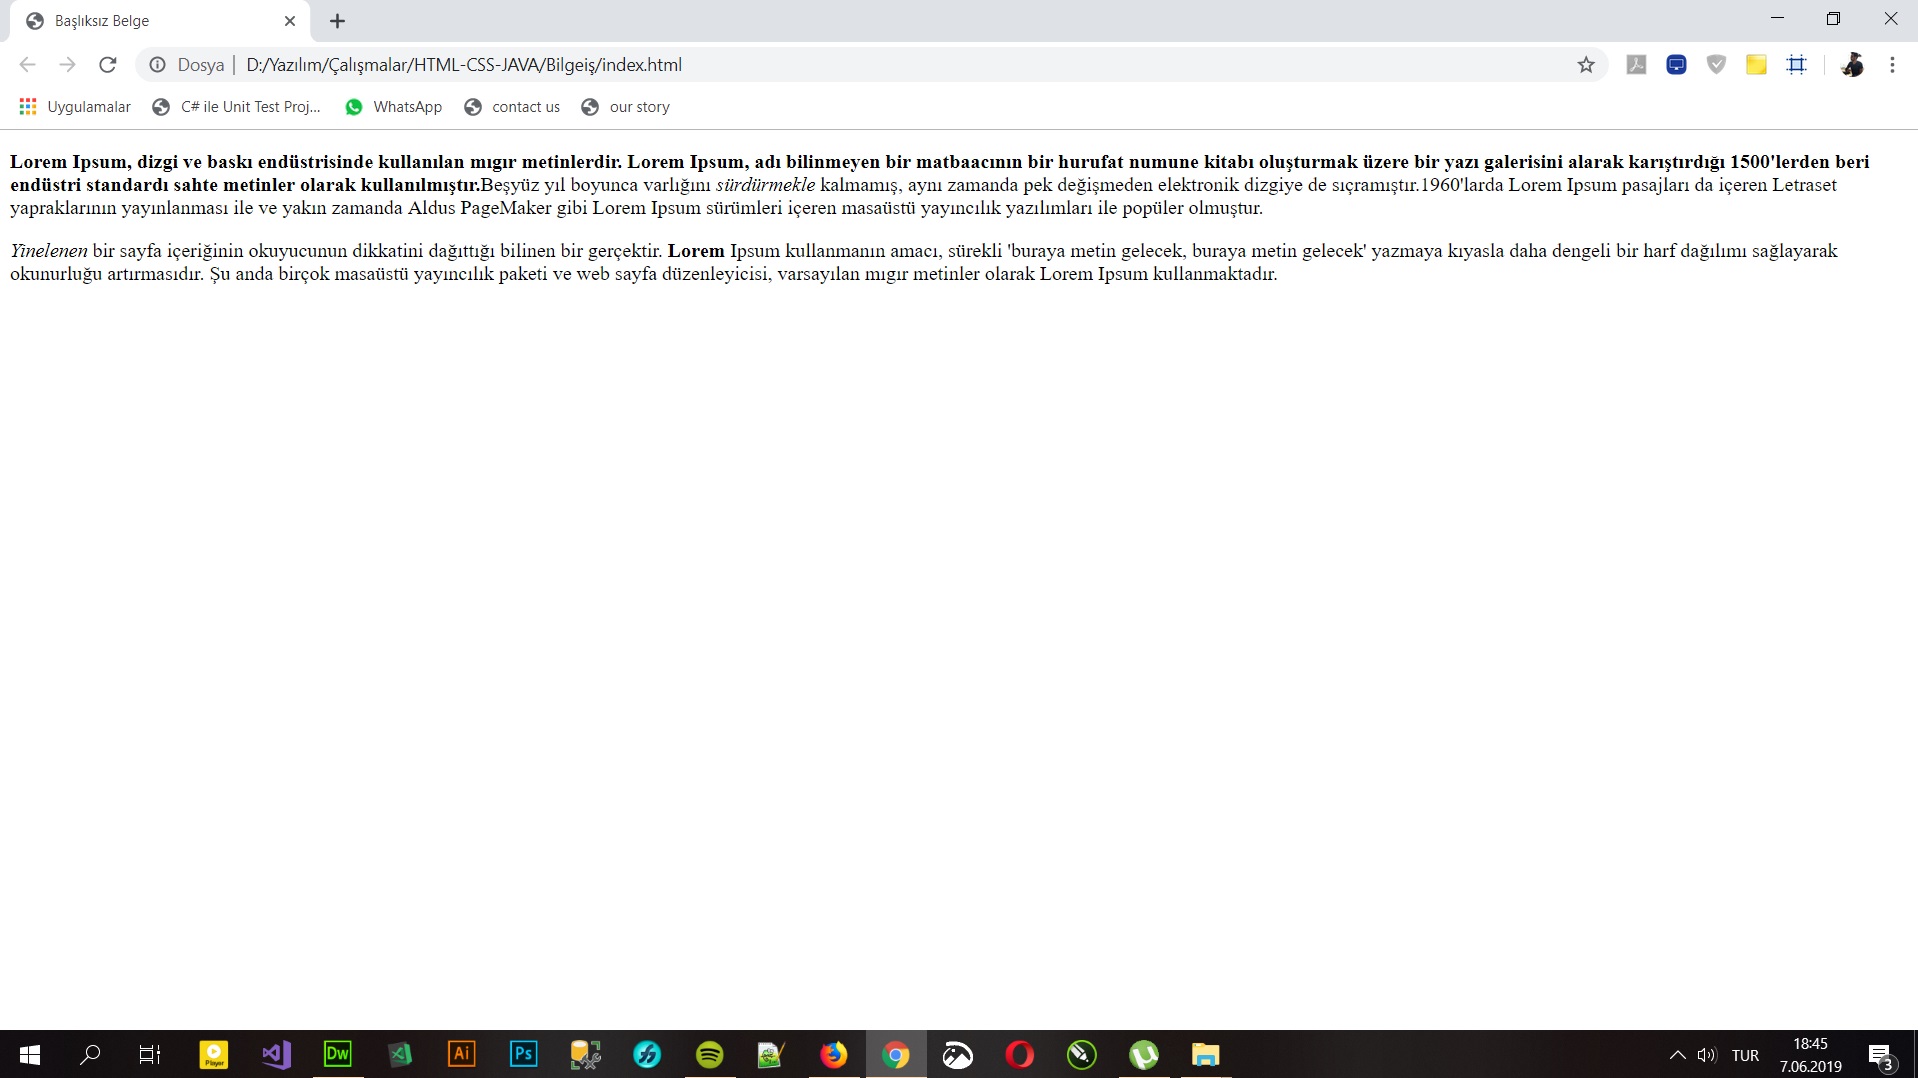 Başlıksız Belge
Dosya | D:/Yazılım/Çalışmalar/HTML-CSS-JAVA/Bilgeiş/index.html
Uygulamalar C# ile Unit Test Proj... WhatsApp contact us our story
Lorem Ipsum, dizgi ve baskı endüstrisinde kullanılan mıgır metinlerdir. Lorem Ipsum, adı bilinmeyen bir matbaacının bir hurufat numune kitabı oluşturmak üzere bir yazı galerisini alarak karıştırdığı 1500'lerden beri
endüstri standardı sahte metinler olarak kullanılmıştır.Beşyüz yıl boyunca varlığını sürdürmekle kalmamış, aynı zamanda pek değişmeden elektronik dizgiye de sıçramıştır.1960'larda Lorem Ipsum pasajları da içeren Letraset
yapraklarının yayınlanması ile ve yakın zamanda Aldus PageMaker gibi Lorem Ipsum sürümleri içeren masaüstü yayıncılık yazılımları ile popüler olmuştur.
Yinelenen bir sayfa içeriğinin okuyucunun dikkatini dağıttığı bilinen bir gerçektir. Lorem Ipsum kullanmanın amacı, sürekli 'buraya metin gelecek, buraya metin gelecek' yazmaya kıyasla daha dengeli bir harf dağılımı sağlayarak
okunurluğu artırmasıdır. Şu anda birçok masaüstü yayıncılık paketi ve web sayfa düzenleyicisi, varsayılan mıgır metinler olarak Lorem Ipsum kullanmaktadır.
Player Dw Ai Ps TUR 18:45
7.06.2019 3